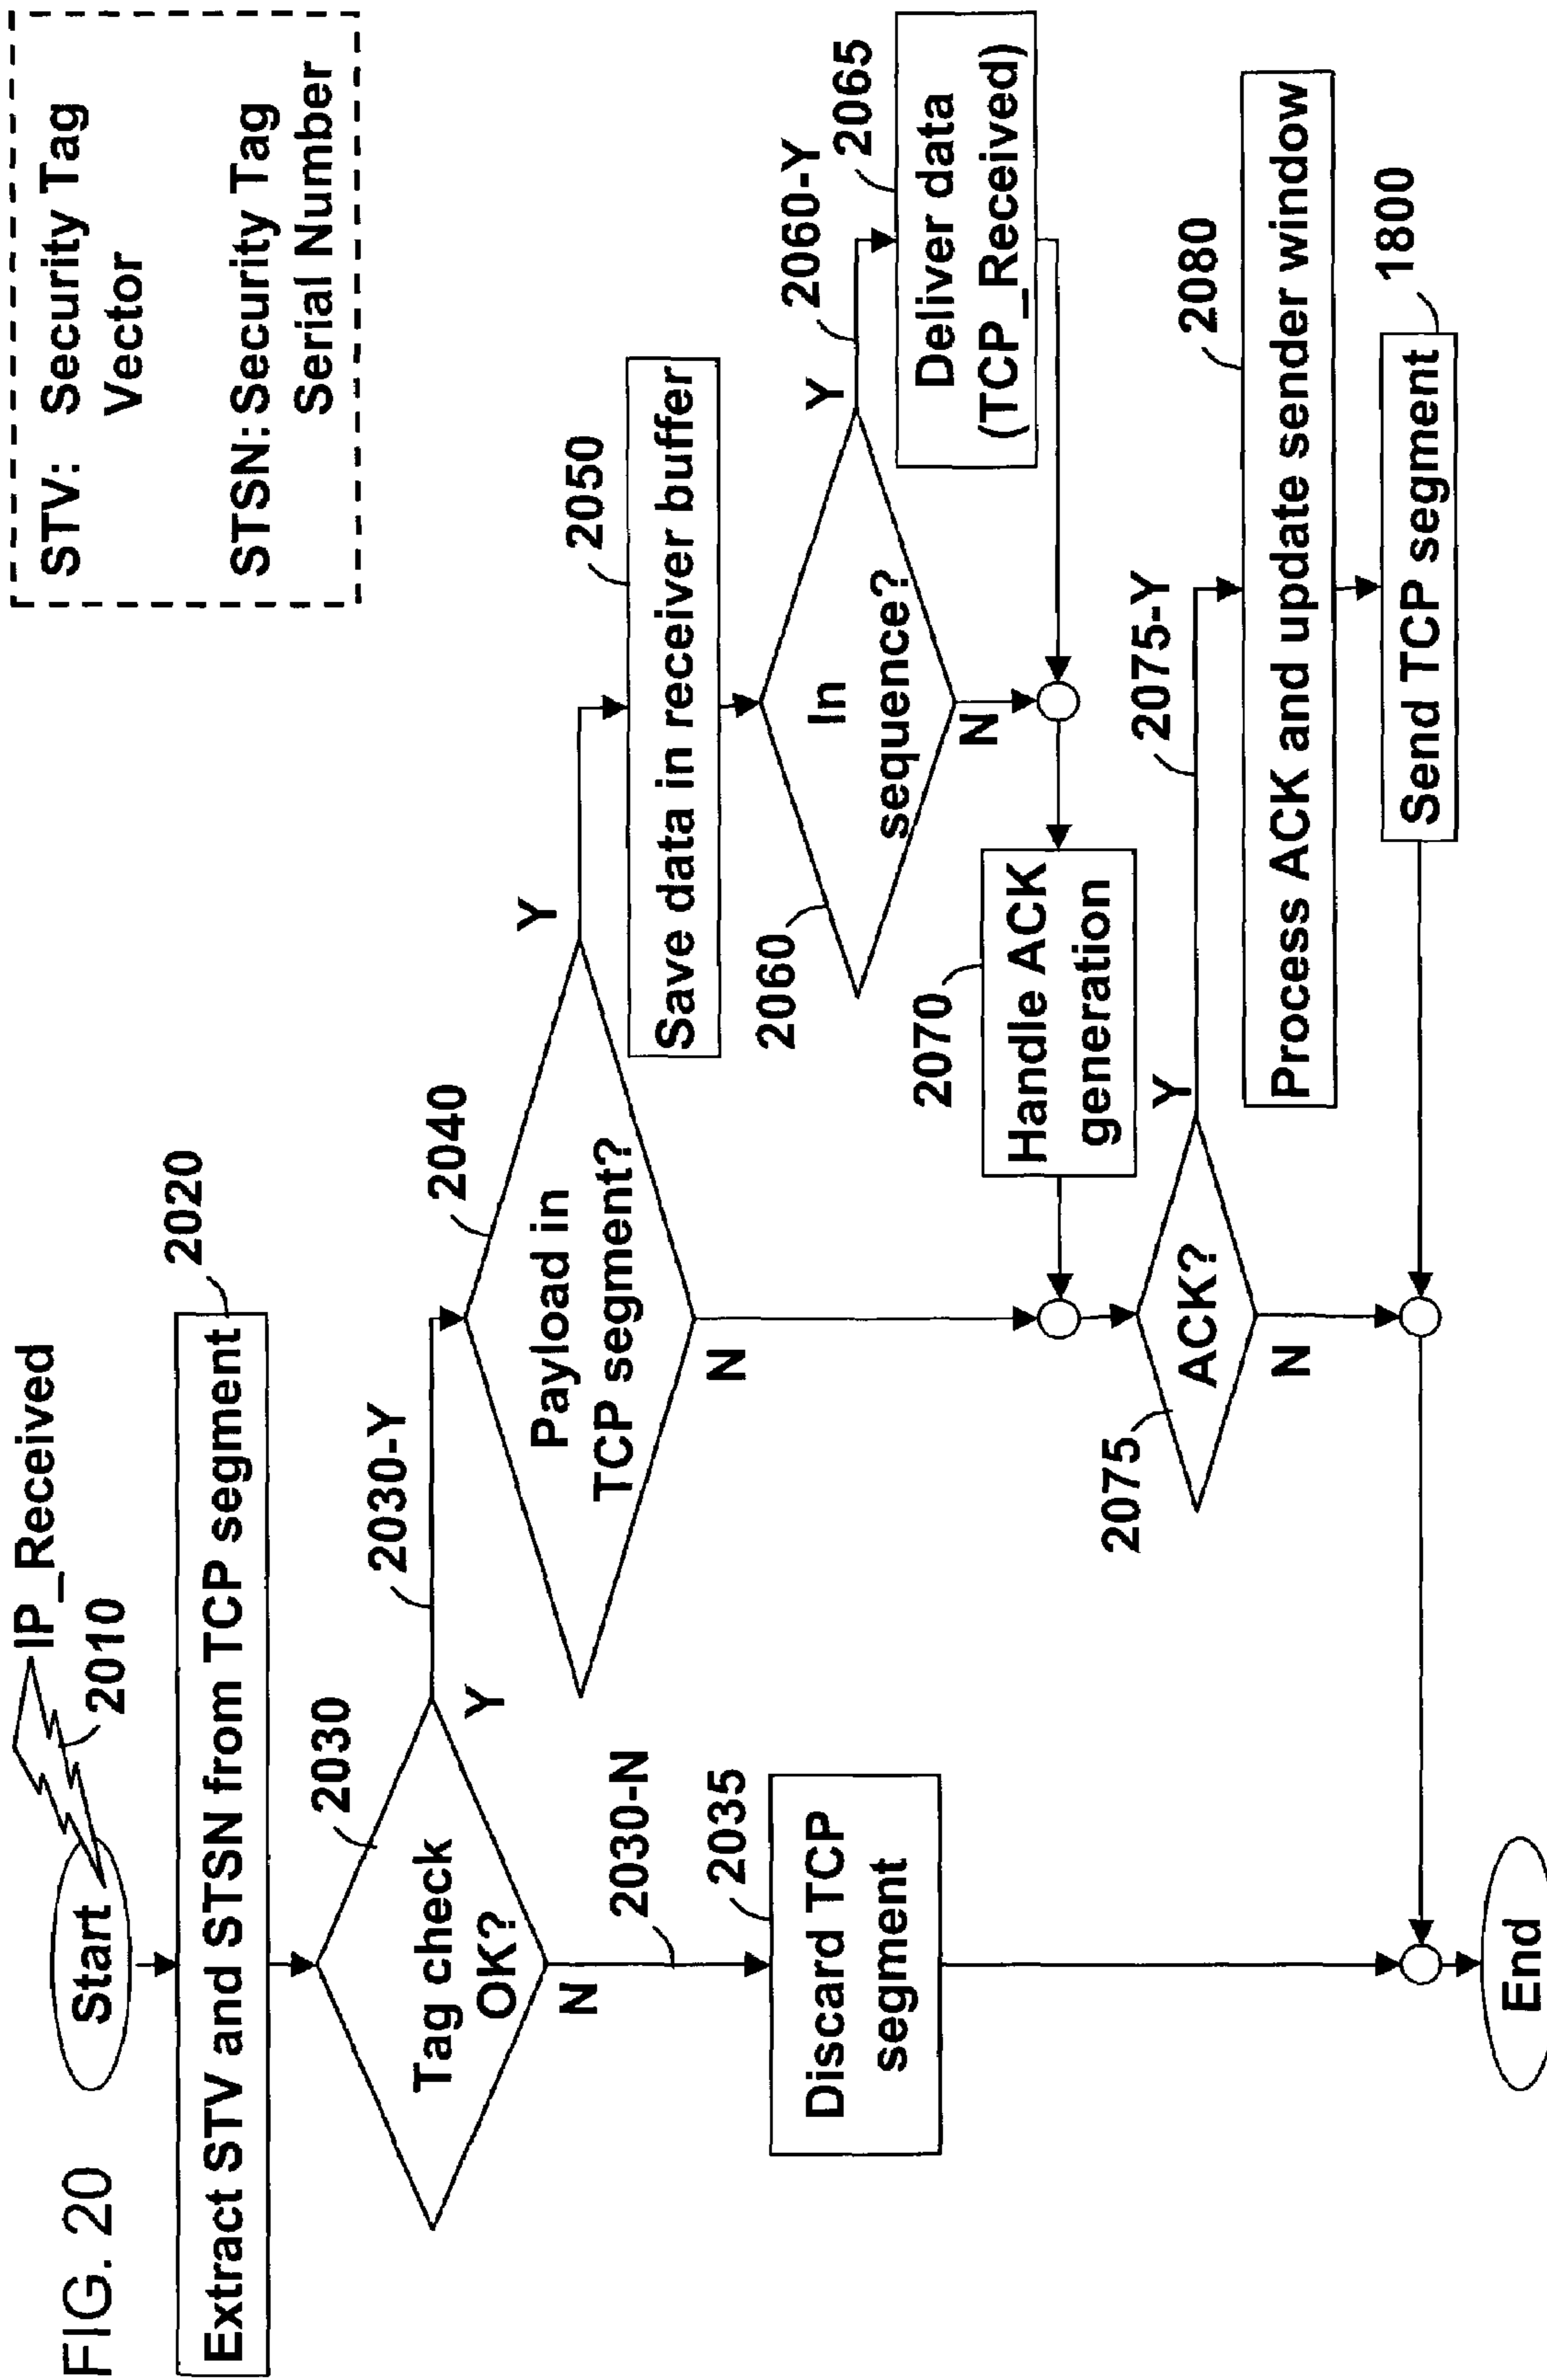 FIG. 20
Start
IP_Received
2010
STV: Security Tag
Vector
STSN:Security Tag
Serial Number
Extract STV and STSN from TCP segment
2020
Tag check
OK?
2030
Y
2030-Y
N
2030-N
Discard TCP
segment
2035
Payload in
TCP segment?
2040
Y
N
Save data in receiver buffer
2050
In
sequence?
2060
Y
2060-Y
N
Deliver data
(TCP_Received)
2065
Handle ACK
generation
2070
ACK?
2075
Y
2075-Y
N
Process ACK and update sender window
2080
Send TCP segment
1800
End